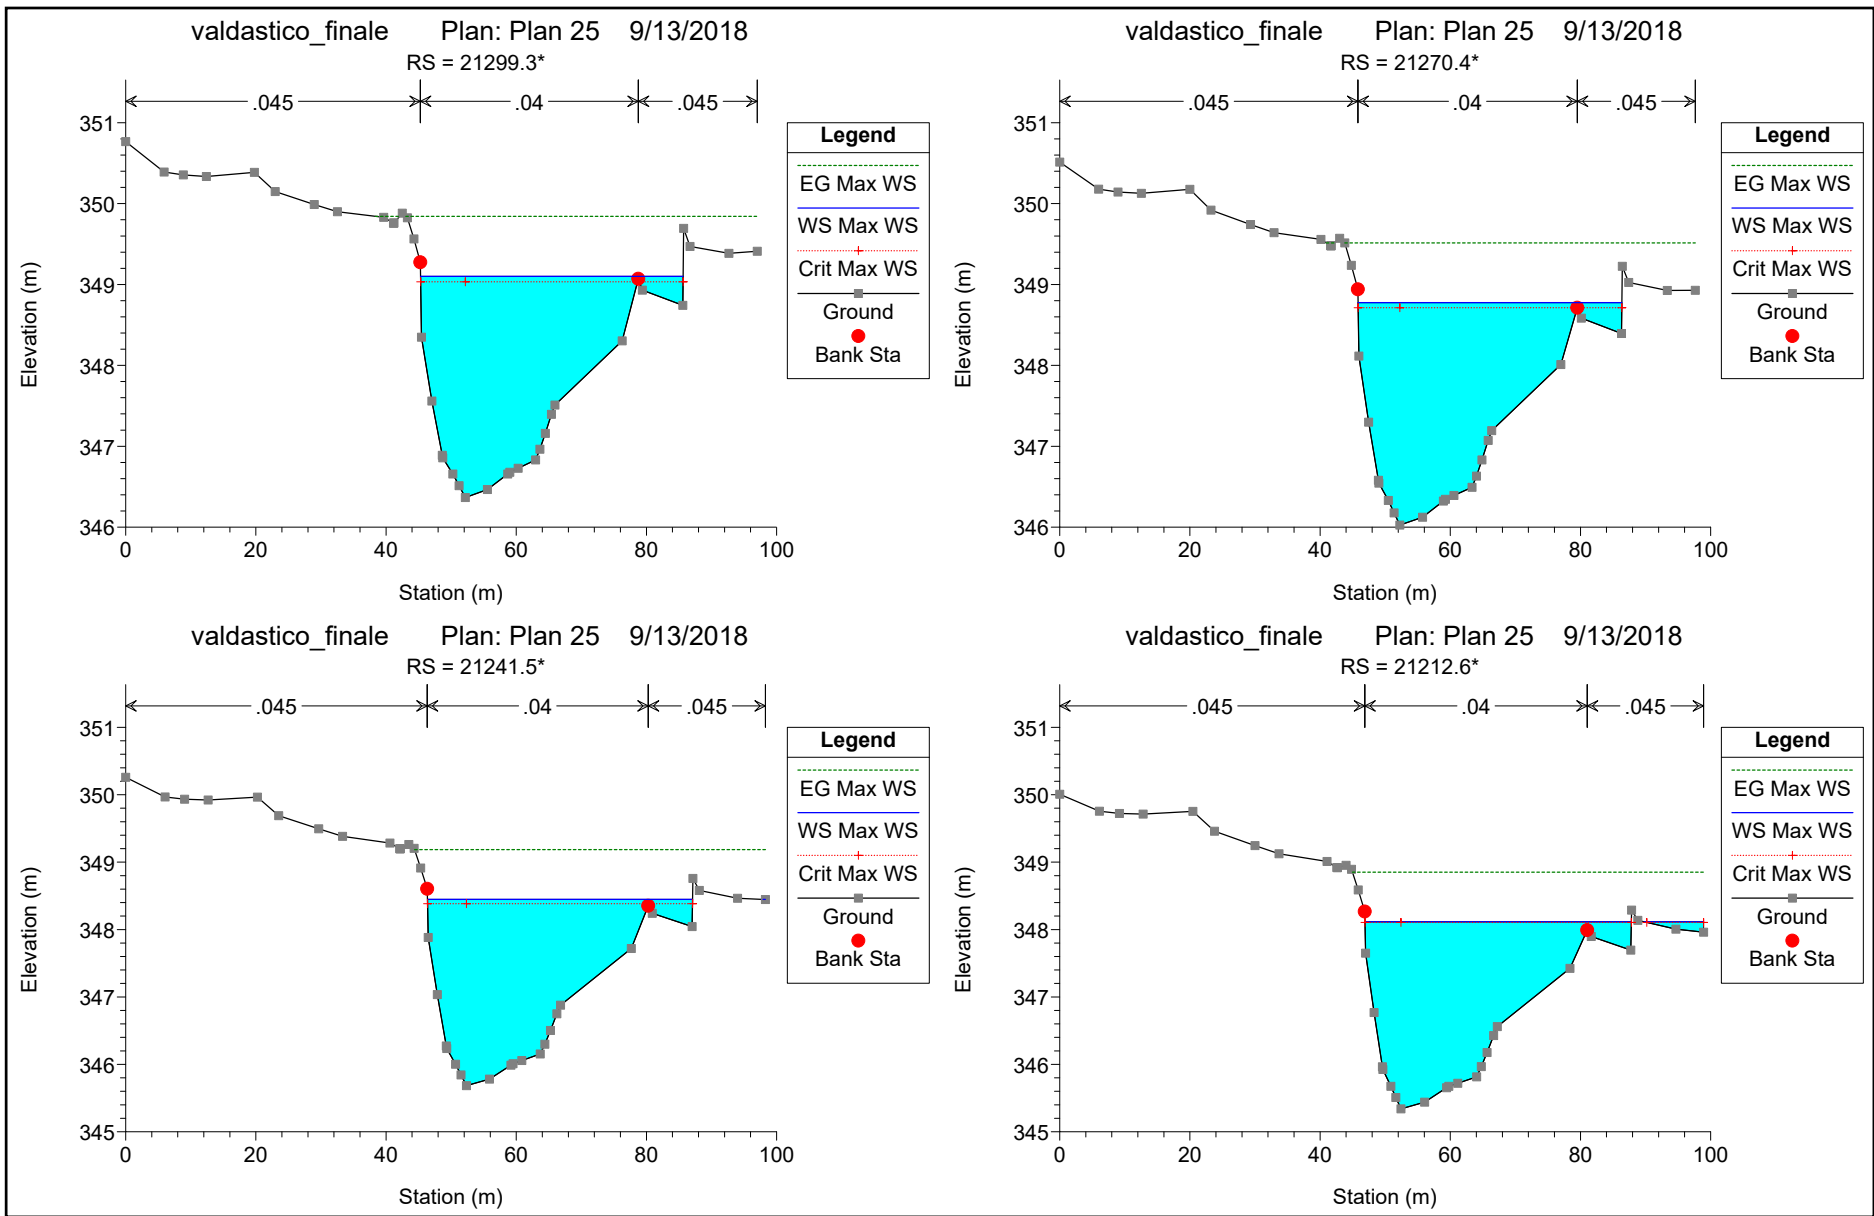 valdastico_finale Plan: Plan 25 9/13/2018
RS = 21299.3*
.045 .04 .045
351
350
349
348
347
346
0 20 40 60 80 100
Elevation (m)
Station (m)
Legend
EG Max WS
WS Max WS
Crit Max WS
Ground
Bank Sta
valdastico_finale Plan: Plan 25 9/13/2018
RS = 21270.4*
.045 .04 .045
351
350
349
348
347
346
0 20 40 60 80 100
Elevation (m)
Station (m)
Legend
EG Max WS
WS Max WS
Crit Max WS
Ground
Bank Sta
valdastico_finale Plan: Plan 25 9/13/2018
RS = 21241.5*
.045 .04 .045
351
350
349
348
347
346
345
0 20 40 60 80 100
Elevation (m)
Station (m)
Legend
EG Max WS
WS Max WS
Crit Max WS
Ground
Bank Sta
valdastico_finale Plan: Plan 25 9/13/2018
RS = 21212.6*
.045 .04 .045
351
350
349
348
347
346
345
0 20 40 60 80 100
Elevation (m)
Station (m)
Legend
EG Max WS
WS Max WS
Crit Max WS
Ground
Bank Sta